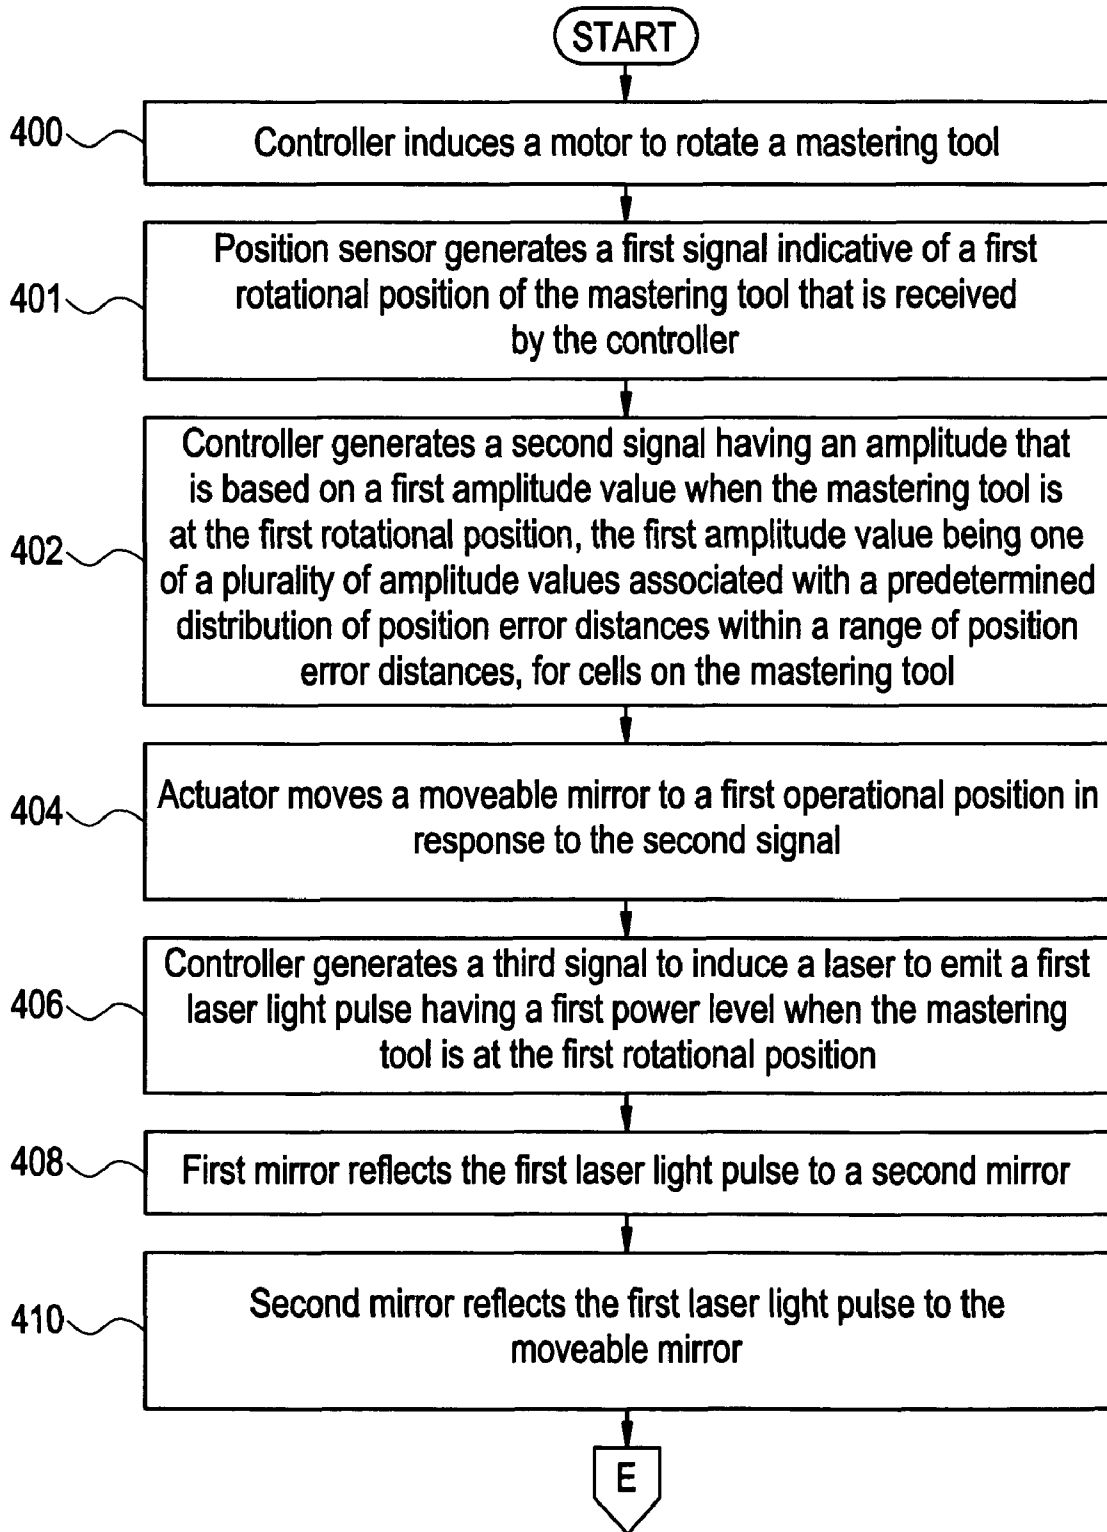 START
400
Controller induces a motor to rotate a mastering tool
401
Position sensor generates a first signal indicative of a first
rotational position of the mastering tool that is received
by the controller
402
Controller generates a second signal having an amplitude that
is based on a first amplitude value when the mastering tool is
at the first rotational position, the first amplitude value being one
of a plurality of amplitude values associated with a predetermined
distribution of position error distances within a range of position
error distances, for cells on the mastering tool
404
Actuator moves a moveable mirror to a first operational position in
response to the second signal
406
Controller generates a third signal to induce a laser to emit a first
laser light pulse having a first power level when the mastering
tool is at the first rotational position
408
First mirror reflects the first laser light pulse to a second mirror
410
Second mirror reflects the first laser light pulse to the
moveable mirror
E